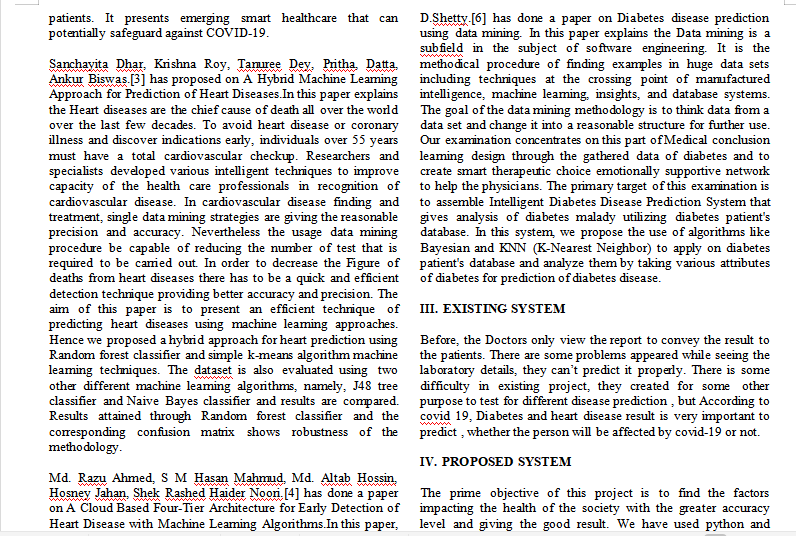 patients. It presents emerging smart healthcare that can
potentially safeguard against COVID-19.
Sanchayita Dhar, Krishna Roy, Tanuree Dey, Pritha Datta,
Ankur Biswas.[3] has proposed on A Hybrid Machine Learning
Approach for Prediction of Heart Diseases.In this paper explains
the Heart diseases are the chief cause of death all over the world
over the last few decades. To avoid heart disease or coronary
illness and discover indications early, individuals over 55 years
must have a total cardiovascular checkup. Researchers and
specialists developed various intelligent techniques to improve
capacity of the health care professionals in recognition of
cardiovascular disease. In cardiovascular disease finding and
treatment, single data mining strategies are giving the reasonable
precision and accuracy. Nevertheless the usage data mining
procedure be capable of reducing the number of test that is
required to be carried out. In order to decrease the Figure of
deaths from heart diseases there has to be a quick and efficient
detection technique providing better accuracy and precision. The
aim of this paper is to present an efficient technique of
predicting heart diseases using machine learning approaches.
Hence we proposed a hybrid approach for heart prediction using
Random forest classifier and simple k-means algorithm machine
learning techniques. The dataset is also evaluated using two
other different machine learning algorithms, namely, J48 tree
classifier and Naive Bayes classifier and results are compared.
Results attained through Random forest classifier and the
corresponding confusion matrix shows robustness of the
methodology.
Md. Razu Ahmed, S M Hasan Mahmud, Md. Altab Hossin,
Hosney Jahan, Shek Rashed Haider Noori.[4] has done a paper
on A Cloud Based Four-Tier Architecture for Early Detection of
Heart Disease with Machine Learning Algorithms.In this paper,
D.Shetty.[6] has done a paper on Diabetes disease prediction
using data mining. In this paper explains the Data mining is a
subfield in the subject of software engineering. It is the
methodical procedure of finding examples in huge data sets
including techniques at the crossing point of manufactured
intelligence, machine learning, insights, and database systems.
The goal of the data mining methodology is to think data from a
data set and change it into a reasonable structure for further use.
Our examination concentrates on this part of Medical conclusion
learning design through the gathered data of diabetes and to
create smart therapeutic choice emotionally supportive network
to help the physicians. The primary target of this examination is
to assemble Intelligent Diabetes Disease Prediction System that
gives analysis of diabetes malady utilizing diabetes patient's
database. In this system, we propose the use of algorithms like
Bayesian and KNN (K-Nearest Neighbor) to apply on diabetes
patient's database and analyze them by taking various attributes
of diabetes for prediction of diabetes disease.
III. EXISTING SYSTEM
Before, the Doctors only view the report to convey the result to
the patients. There are some problems appeared while seeing the
laboratory details, they can't predict it properly. There is some
difficulty in existing project, they created for some other
purpose to test for different disease prediction , but According to
covid 19, Diabetes and heart disease result is very important to
predict , whether the person will be affected by covid-19 or not.
IV. PROPOSED SYSTEM
The prime objective of this project is to find the factors
impacting the health of the society with the greater accuracy
level and giving the good result. We have used python and